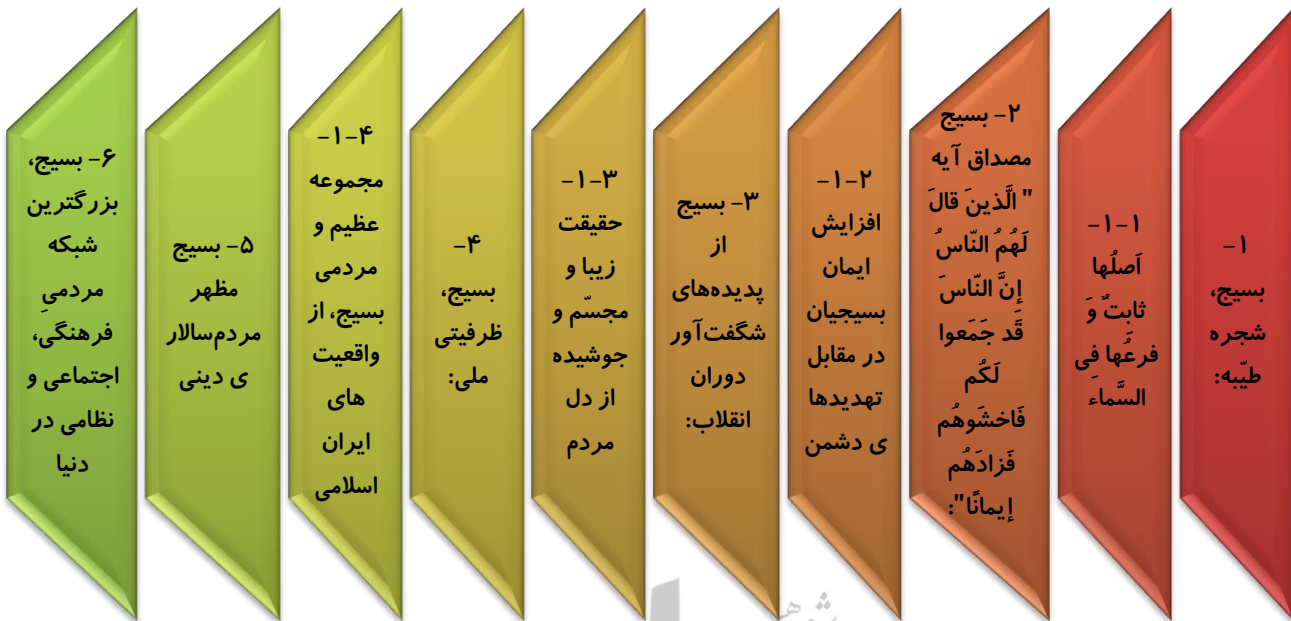 ۱-
بسیج،
شجره
طیّبه:
۱-۱-
اَصلُها
ثابِتٌ وَ
فرعُها فِی
السَّماء
۲- بسیج
مصداق آیه
" الَّذینَ قالَ
لَهُمُ النّاسُ
إِنَّ النّاسَ
قَد جَمَعوا
لَکُم
فَاخشَوهُم
فَزادَهُم
إیمانًا":
۲-۱-
افزایش
ایمان
بسیجیان
در مقابل
تهدیدها
ی دشمن
۳- بسیج
از
پدیده‌های
شگفت‌آور
دوران
انقلاب:
۳-۱-
حقیقت
زیبا و
مجسّم و
جوشیده
از دل
مردم
۴-
بسیج،
ظرفیتی
ملی:
۴-۱-
مجموعه
عظیم و
مردمی
بسیج، از
واقعیت
های
ایران
اسلامی
۵- بسیج
مظهر
مردم‌سالار
ی دینی
۶- بسیج،
بزرگترین
شبکه
مردمیِ
فرهنگی،
اجتماعی و
نظامی در
دنیا